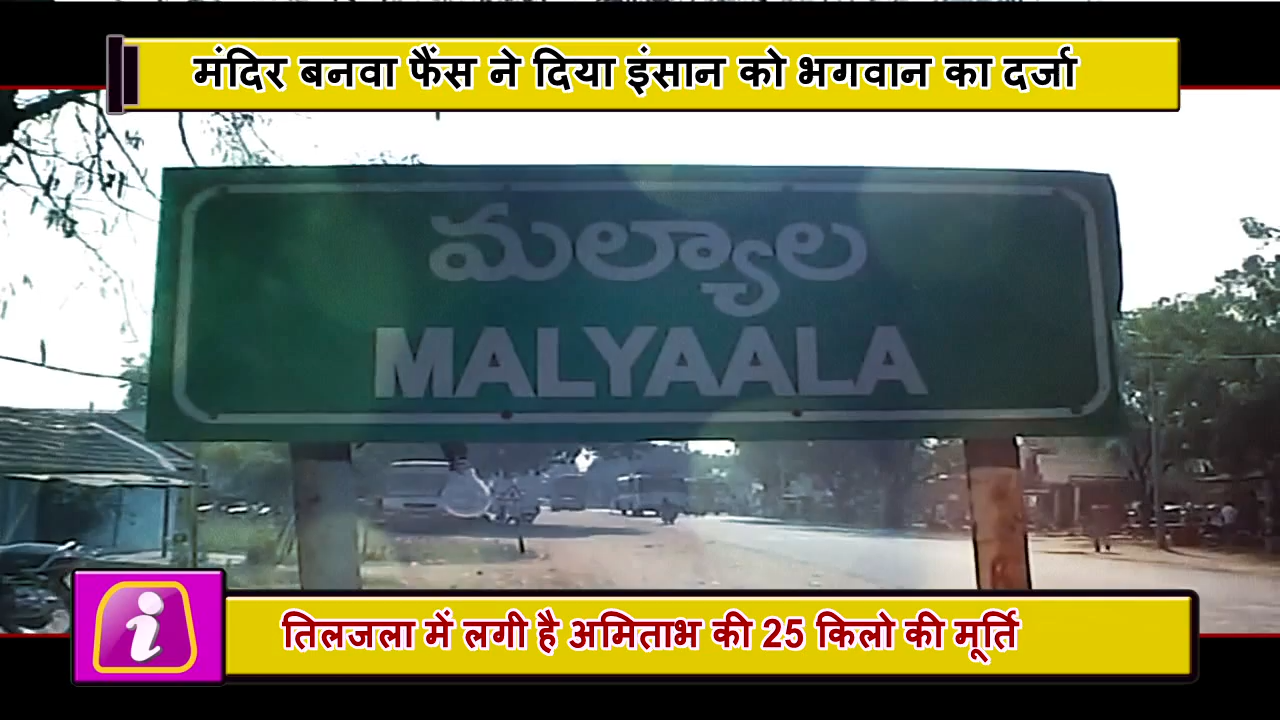 मंदिर बनवा फैंस ने दिया इंसान को भगवान का दर्जा
మల్యాల
MALYAALA
तिलजला में लगी है अमिताभ की 25 किलो की मूर्ति